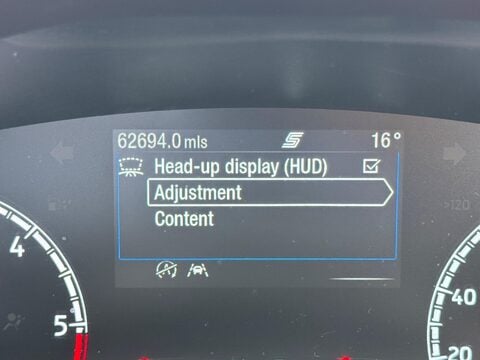 62694.0 mls 16°
Head-up display (HUD)
Adjustment
Content
>120
4
5
40
20